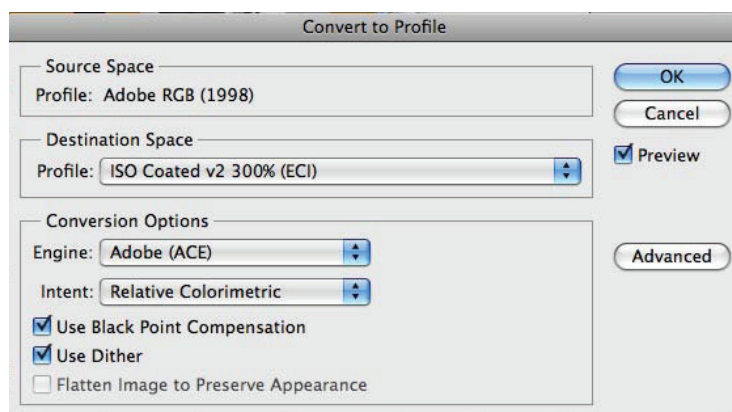 Convert to Profile
Source Space
Profile: Adobe RGB (1998)
OK
Cancel
Preview
Destination Space
Profile: ISO Coated v2 300% (ECI)
Conversion Options
Engine: Adobe (ACE)
Advanced
Intent: Relative Colorimetric
Use Black Point Compensation
Use Dither
Flatten Image to Preserve Appearance